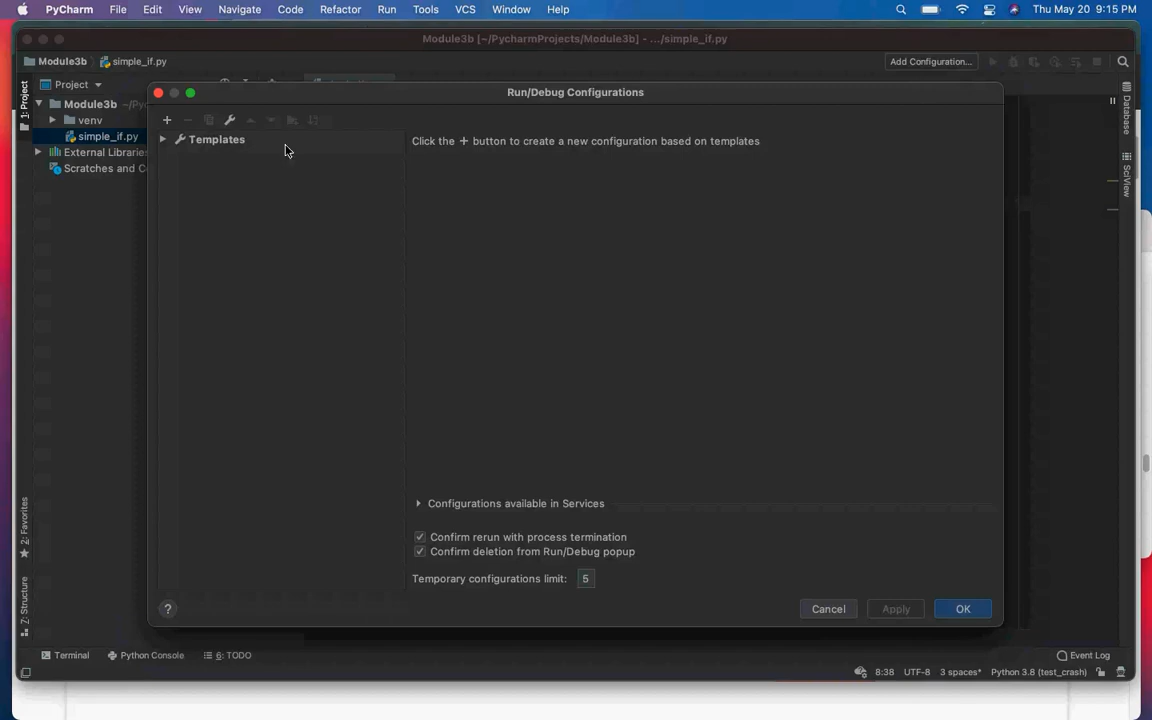 PyCharm File Edit View Navigate Code Refactor Run Tools VCS Window Help Thu May 20 9:15 PM
Module3b [~/PycharmProjects/Module3b] - .../simple_if.py
Module3b simple_if.py Add Configuration...
1: Project
Project
Module3b ~/Py
venv
simple_if.py
External Libraries
Scratches and C
Run/Debug Configurations
Templates
Click the + button to create a new configuration based on templates
Configurations available in Services
Confirm rerun with process termination
Confirm deletion from Run/Debug popup
Temporary configurations limit: 5
? Cancel Apply OK
Database
SciView
2: Favorites
7: Structure
Terminal Python Console 6: TODO Event Log
8:38 UTF-8 3 spaces* Python 3.8 (test_crash)